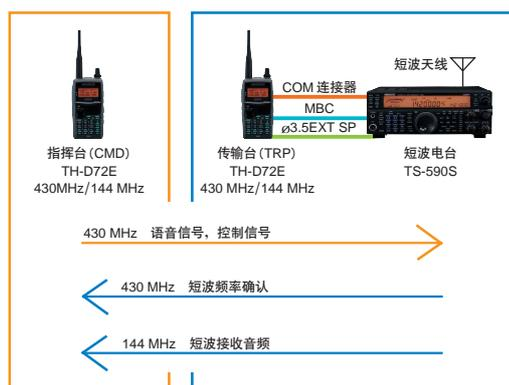 短波天线
COM 连接器
MBC
ø3.5EXT SP
指挥台(CMD)
TH-D72E
430MHz/144 MHz
传输台(TRP)
TH-D72E
430 MHz/144 MHz
短波电台
TS-590S
430 MHz 语音信号，控制信号
430 MHz 短波频率确认
144 MHz 短波接收音频